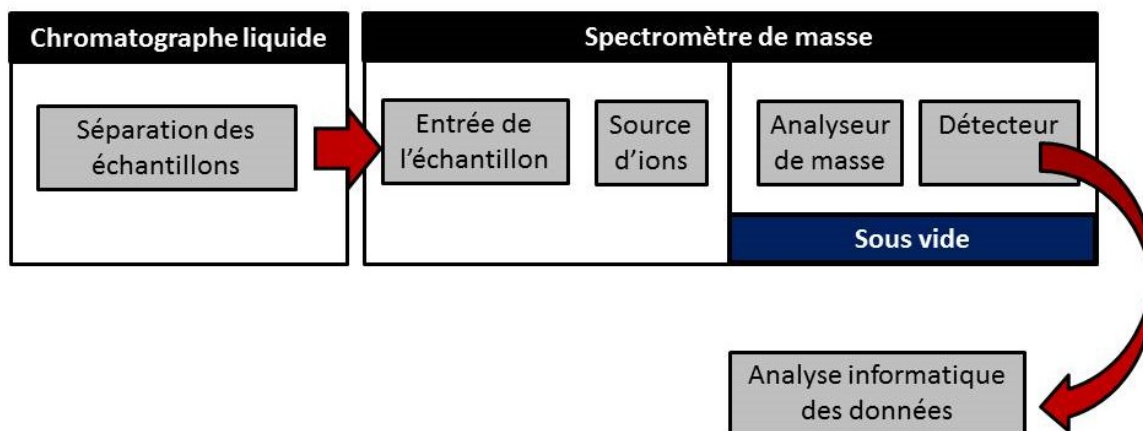 Chromatographe liquide
Spectromètre de masse
Séparation des
échantillons
Entrée de
l’échantillon
Source
d’ions
Analyseur
de masse
Détecteur
Sous vide
Analyse informatique
des données